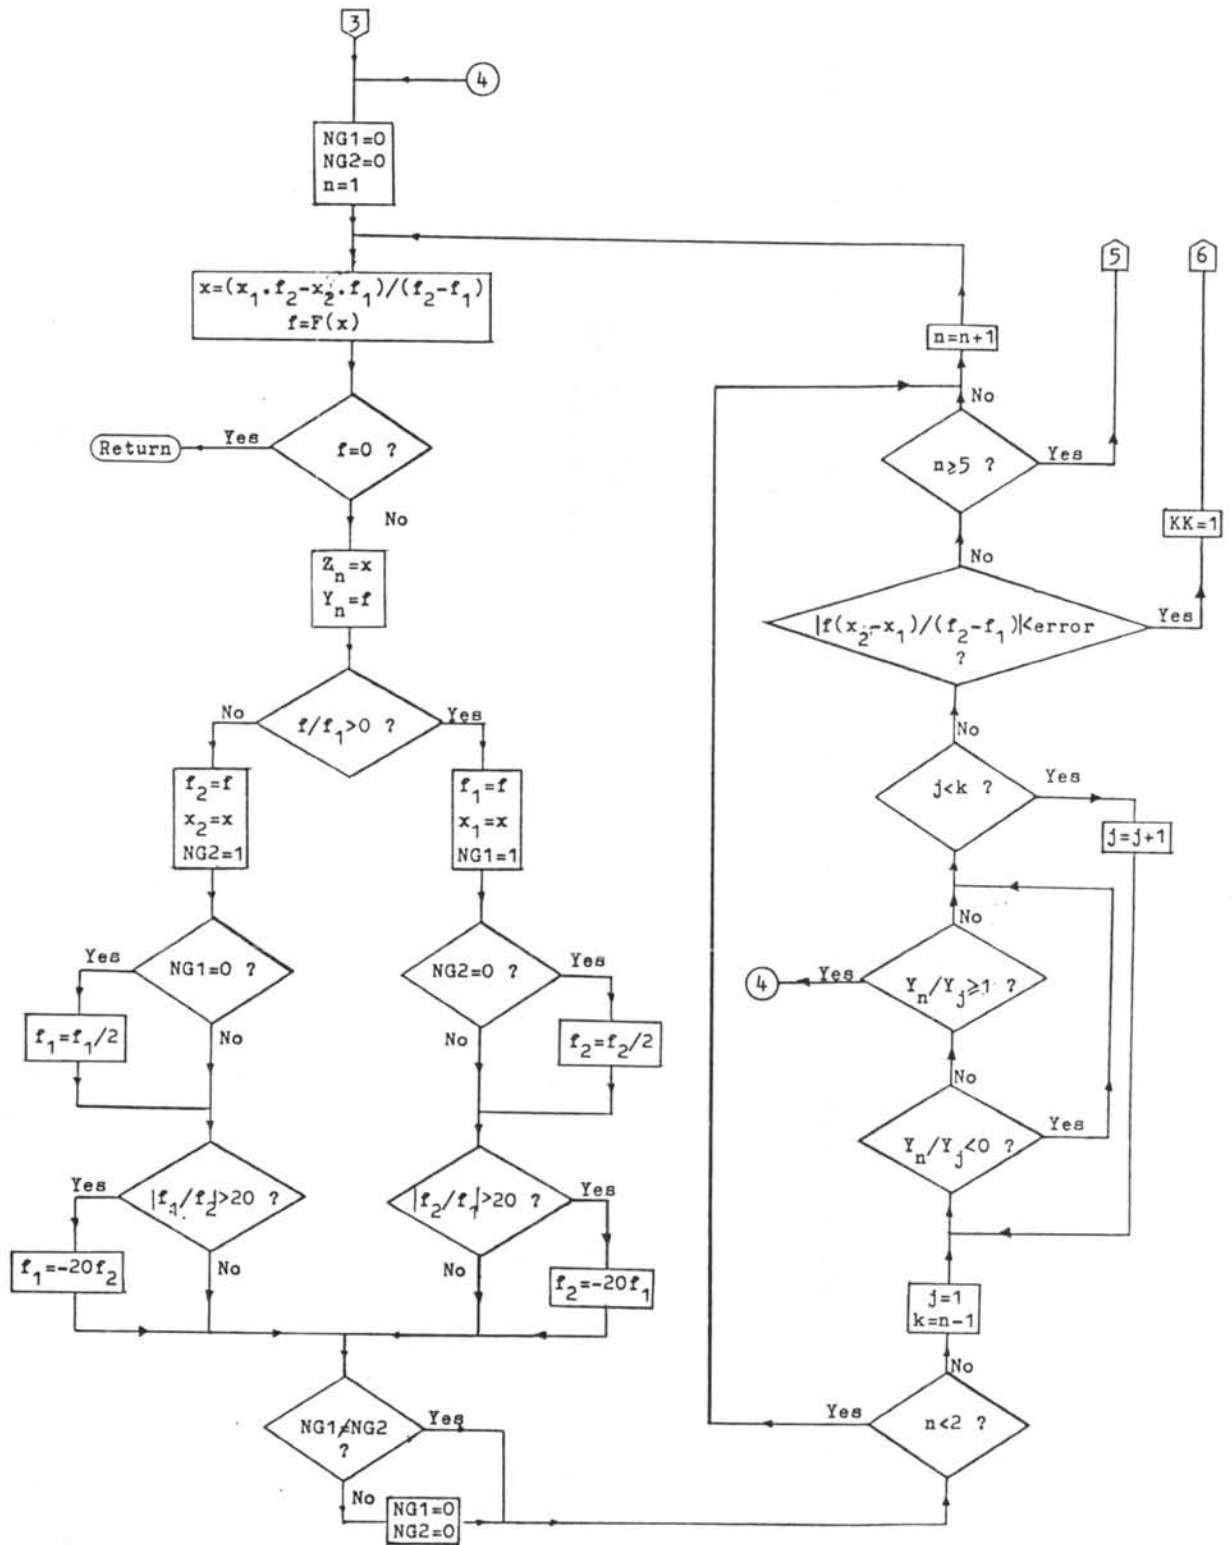 3
4
NG1=0
NG2=0
n=1
x=(x₁.f₂-x₂.f₁)/(f₂-f₁)
f=F(x)
f=0 ?
Yes
Return
No
Zₙ=x
Yₙ=f
f/f₁>0 ?
No
Yes
f₂=f
x₂=x
NG2=1
f₁=f
x₁=x
NG1=1
NG1=0 ?
Yes
No
f₁=f₁/2
NG2=0 ?
Yes
No
f₂=f₂/2
|f₁/f₂|>20 ?
Yes
No
f₁=-20f₂
|f₂/f₁|>20 ?
Yes
No
f₂=-20f₁
NG1≠NG2
?
Yes
No
NG1=0
NG2=0
5
6
n=n+1
No
n≥5 ?
Yes
KK=1
No
|f(x₂-x₁)/(f₂-f₁)|<error
?
Yes
No
j<k ?
Yes
j=j+1
No
4
Yes
Yₙ/Yⱼ≥1 ?
No
Yₙ/Yⱼ<0 ?
Yes
j=1
k=n-1
No
Yes
n<2 ?